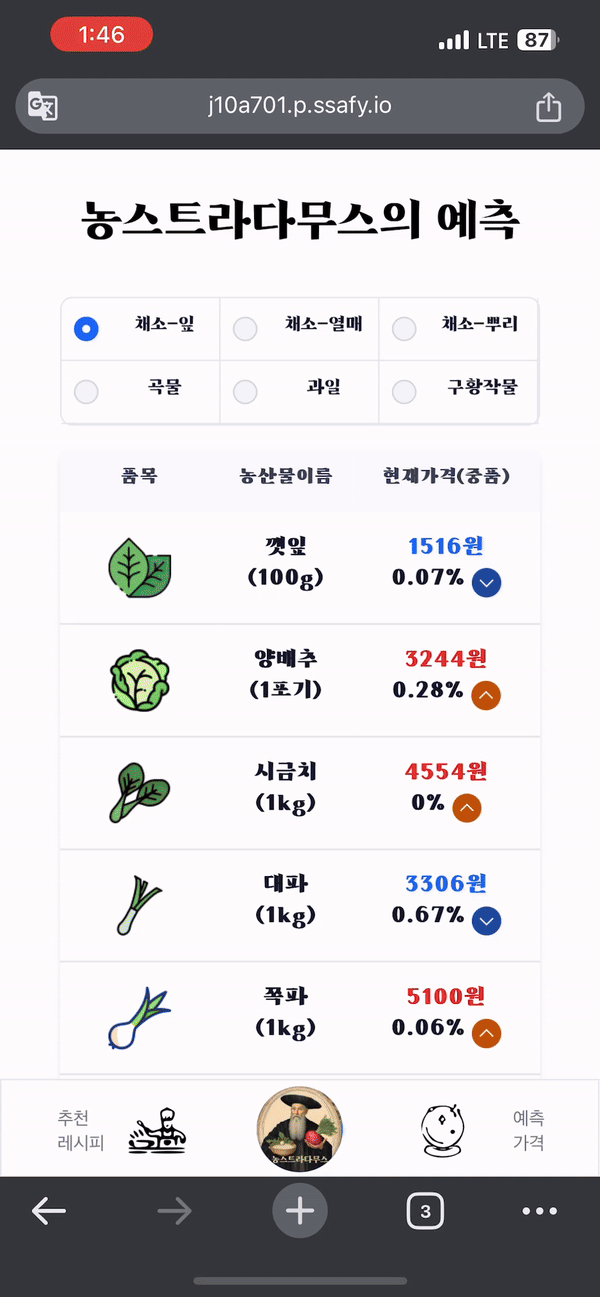 1:46
LTE 87
j10a701.p.ssafy.io
농스트라다무스의 예측
채소-잎 채소-열매 채소-뿌리
곡물 과일 구황작물
품목 농산물이름 현재가격(중품)
깻잎 1516원
(100g) 0.07%
양배추 3244원
(1포기) 0.28%
시금치 4554원
(1kg) 0%
대파 3306원
(1kg) 0.67%
쪽파 5100원
(1kg) 0.06%
추천 예측
레시피 가격
농스트라다무스
3